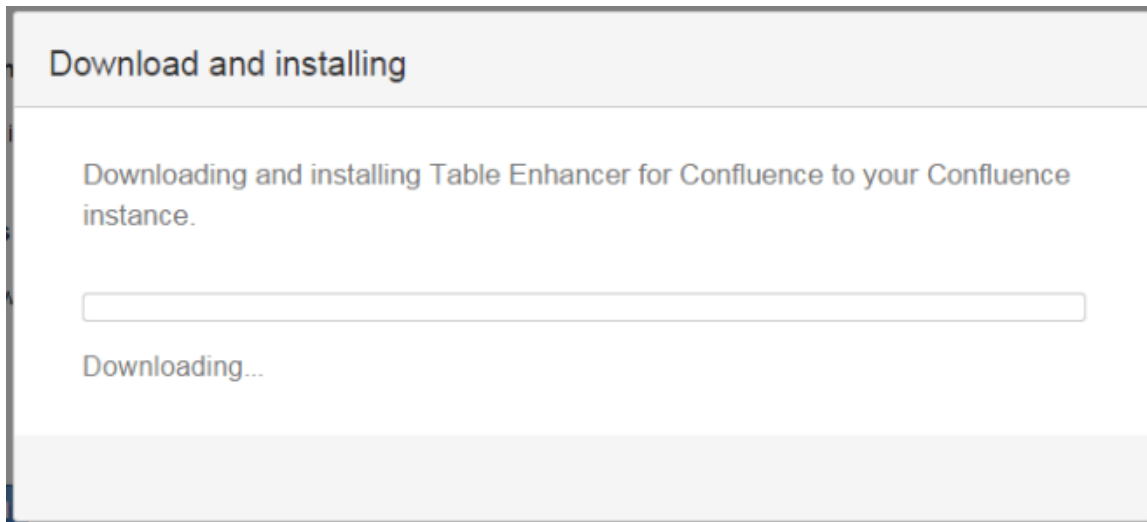 Download and installing
Downloading and installing Table Enhancer for Confluence to your Confluence
instance.
Downloading...